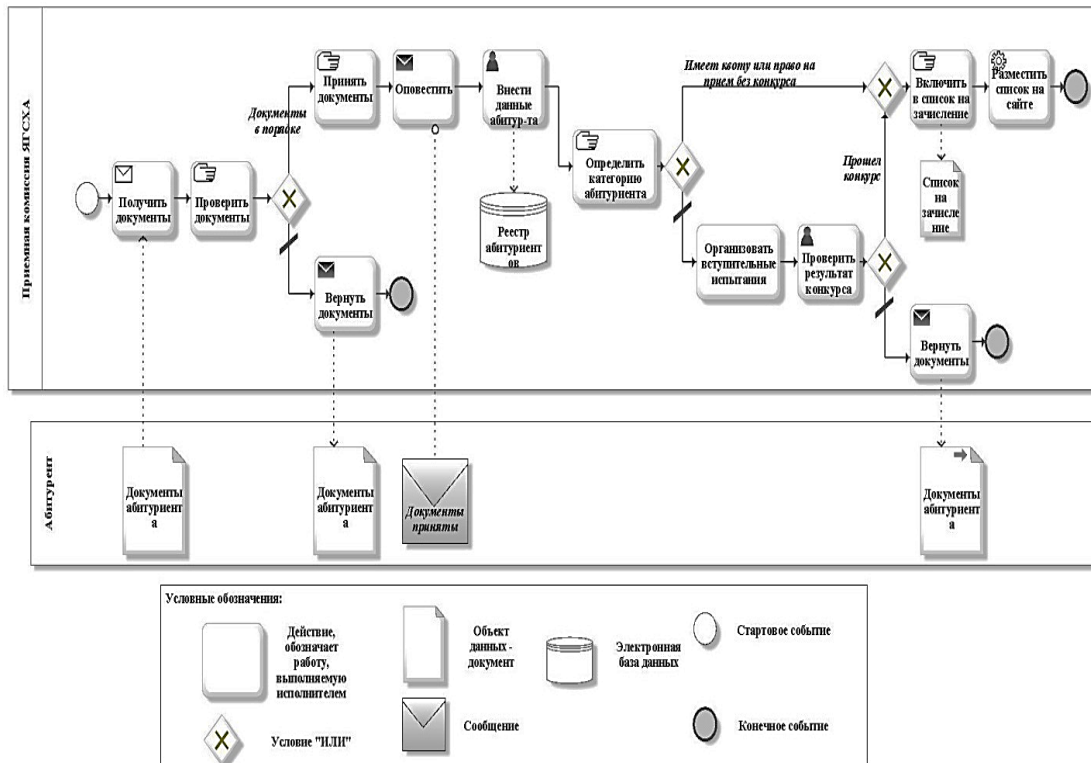 Приемная комиссия ЯГСХА
Получить
документы
Проверить
документы
Документы
в порядке
Принять
документы
Оповестить
Внести
данные
абитур-та
Реестр
абитуриент
ов
Вернуть
документы
Определить
категорию
абитуриента
Имеет квоту или право на
прием без конкурса
Организовать
вступительные
испытания
Проверить
результат
конкурса
Прошел
конкурс
Включить
в список на
зачисление
Разместить
список на
сайте
Список
на
зачисле
ние
Вернуть
документы
Абитурент
Документы
абитуриент
а
Документы
абитуриент
а
Документы
приняты
Документы
абитуриент
а
Условные обозначения:
Действие,
обозначает
работу,
выполняемую
исполнителем
Объект
данных -
документ
Электронная
база данных
Стартовое событие
Условие "ИЛИ"
Сообщение
Конечное событие